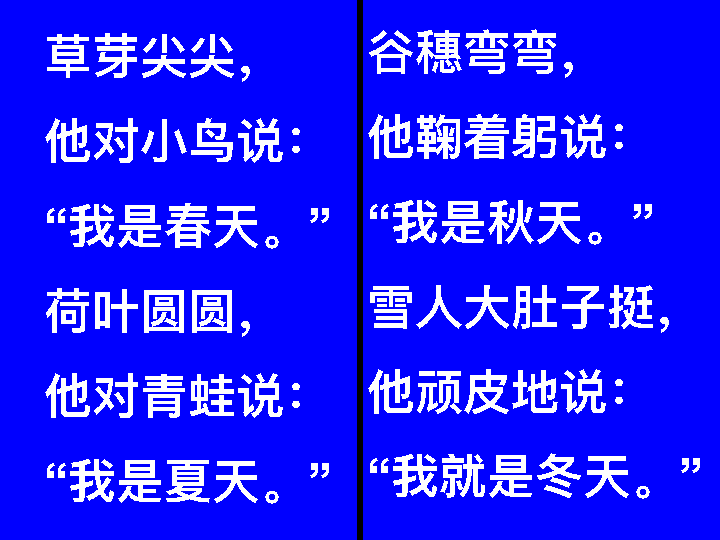 草芽尖尖，
他对小鸟说：
“我是春天。”
荷叶圆圆，
他对青蛙说：
“我是夏天。”
谷穗弯弯，
他鞠着躬说：
“我是秋天。”
雪人大肚子挺，
他顽皮地说：
“我就是冬天。”